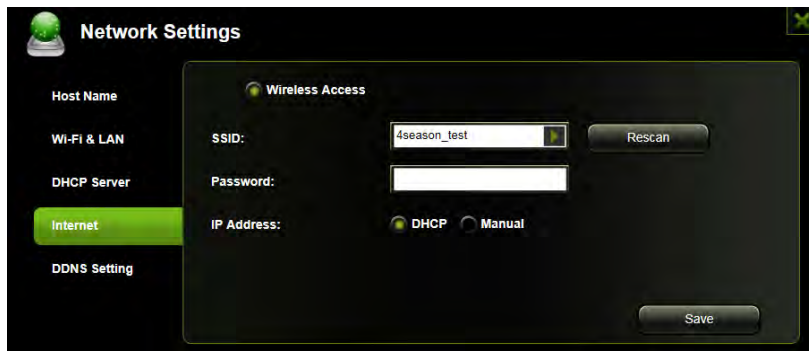 Network Settings
Host Name
Wi-Fi & LAN
DHCP Server
Internet
DDNS Setting
Wireless Access
SSID: 4season_test Rescan
Password:
IP Address: DHCP Manual
Save